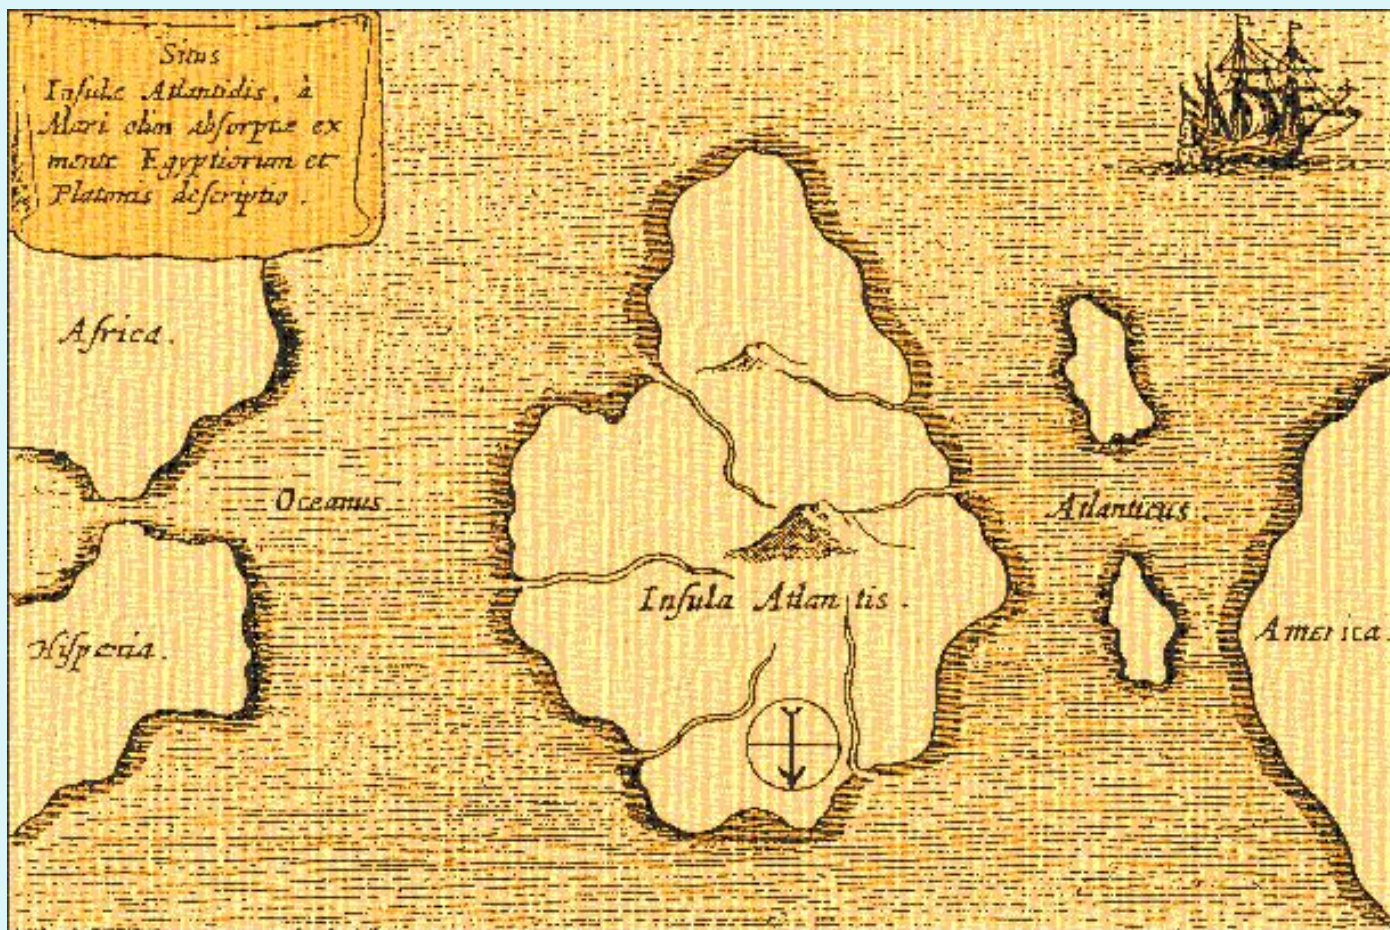 Situs
Insulæ Atlantidis, à
Mari olim absorptæ ex
mente Egyptiorum et
Platonis descriptio.
Africa.
Oceanus
Atlanticus.
Insula Atlantis.
Hispania.
America.